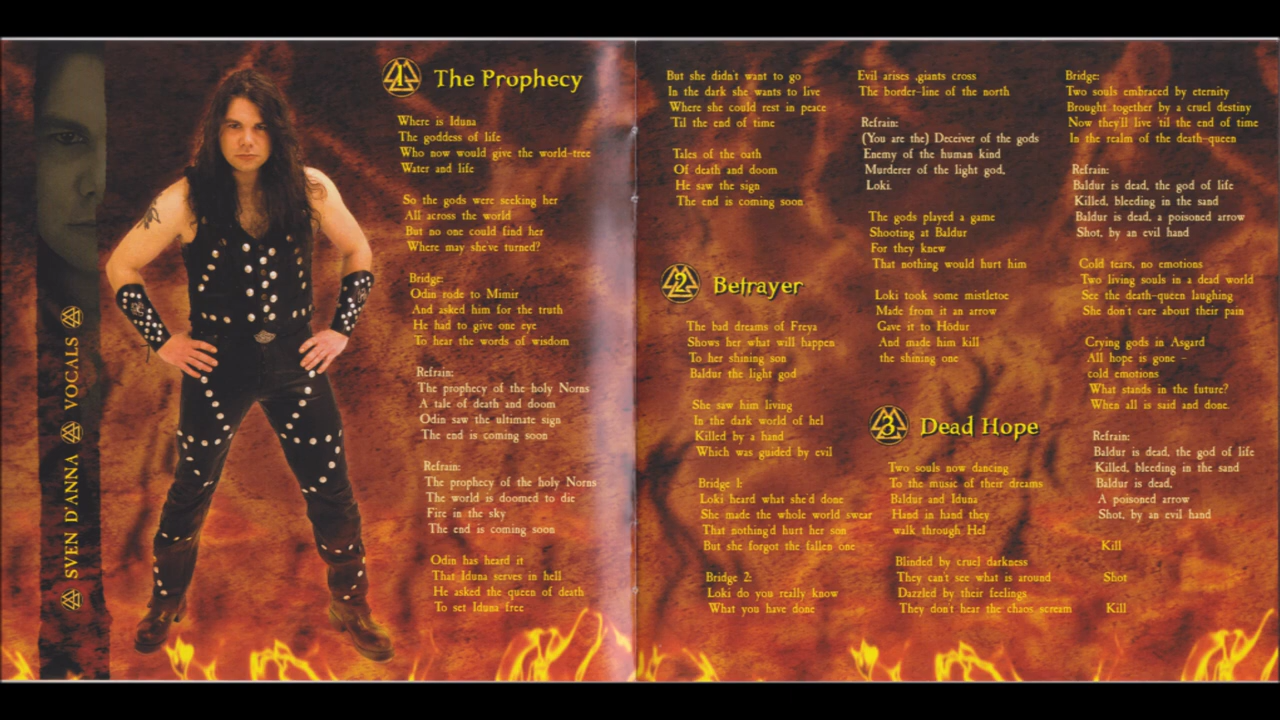 SVEN D'ANNA VOCALS
1 The Prophecy
Where is Iduna
The goddess of life
Who now would give the world-tree
Water and life
So the gods were seeking her
All across the world
But no one could find her
Where may she've turned?
Bridge:
Odin rode to Mimir
And asked him for the truth
He had to give one eye
To hear the words of wisdom
Refrain:
The prophecy of the holy Norns
A tale of death and doom
Odin saw the ultimate sign
The end is coming soon
Refrain:
The prophecy of the holy Norns
The world is doomed to die
Fire in the sky
The end is coming soon
Odin has heard it
That Iduna serves in hell
He asked the queen of death
To set Iduna free
But she didn't want to go
In the dark she wants to live
Where she could rest in peace
'Til the end of time
Tales of the oath
Of death and doom
He saw the sign
The end is coming soon
2 Betrayer
The bad dreams of Freya
Shows her what will happen
To her shining son
Baldur the light god
She saw him living
In the dark world of hel
Killed by a hand
Which was guided by evil
Bridge 1:
Loki heard what she'd done
She made the whole world swear
That nothing'd hurt her son
But she forgot the fallen one
Bridge 2:
Loki do you really know
What you have done
Evil arises ,giants cross
The border-line of the north
Refrain:
(You are the) Deceiver of the gods
Enemy of the human kind
Murderer of the light god,
Loki.
The gods played a game
Shooting at Baldur
For they knew
That nothing would hurt him
Loki took some mistletoe
Made from it an arrow
Gave it to Hödur
And made him kill
the shining one
3 Dead Hope
Two souls now dancing
To the music of their dreams
Baldur and Iduna
Hand in hand they
walk through Hel
Blinded by cruel darkness
They can't see what is around
Dazzled by their feelings
They don't hear the chaos scream
Bridge:
Two souls embraced by eternity
Brought together by a cruel destiny
Now they'll live 'til the end of time
In the realm of the death-queen
Refrain:
Baldur is dead, the god of life
Killed, bleeding in the sand
Baldur is dead, a poisoned arrow
Shot, by an evil hand
Cold tears, no emotions
Two living souls in a dead world
See the death-queen laughing
She don't care about their pain
Crying gods in Asgard
All hope is gone -
cold emotions
What stands in the future?
When all is said and done.
Refrain:
Baldur is dead, the god of life
Killed, bleeding in the sand
Baldur is dead,
A poisoned arrow
Shot, by an evil hand
Kill
Shot
Kill